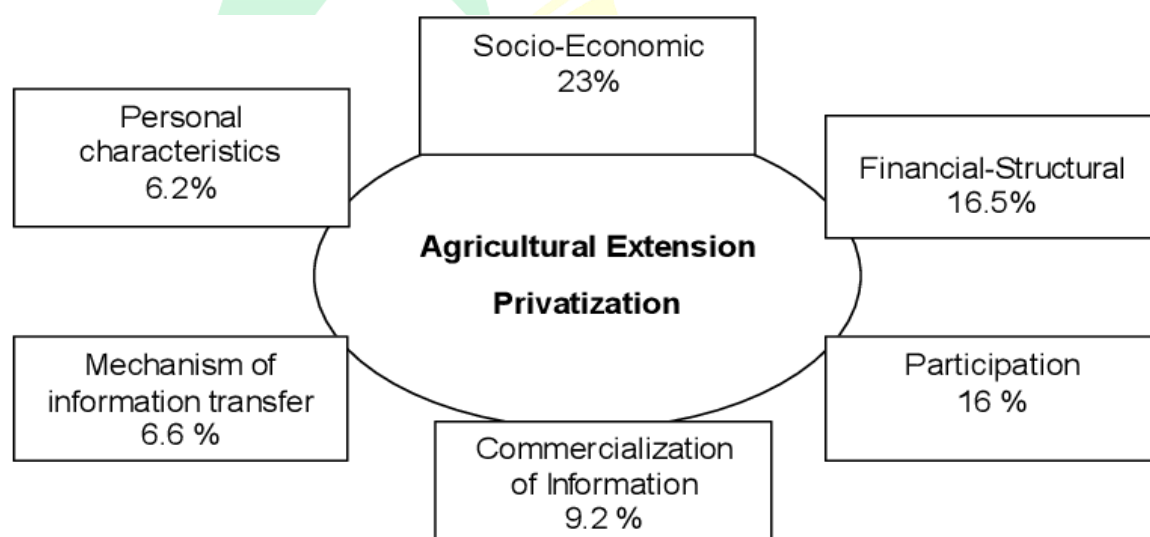 Socio-Economic
23%
Personal
characteristics
6.2%
Financial-Structural
16.5%
Agricultural Extension
Privatization
Mechanism of
information transfer
6.6 %
Participation
16 %
Commercialization
of Information
9.2 %